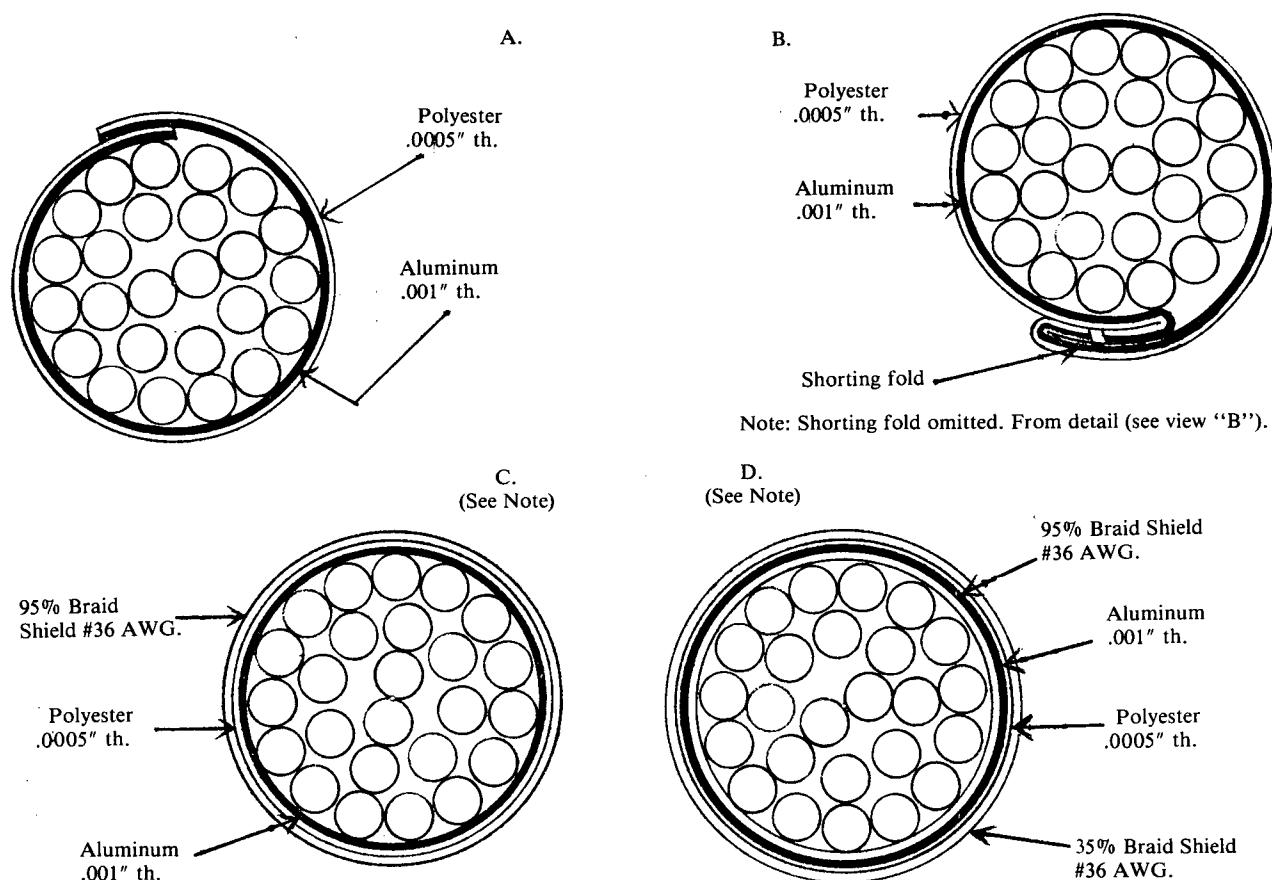 A.
Polyester
.0005" th.
Aluminum
.001" th.
B.
Polyester
.0005" th.
Aluminum
.001" th.
Shorting fold
Note: Shorting fold omitted. From detail (see view "B").
C.
(See Note)
95% Braid
Shield #36 AWG.
Polyester
.0005" th.
Aluminum
.001" th.
D.
(See Note)
95% Braid Shield
#36 AWG.
Aluminum
.001" th.
Polyester
.0005" th.
35% Braid Shield
#36 AWG.